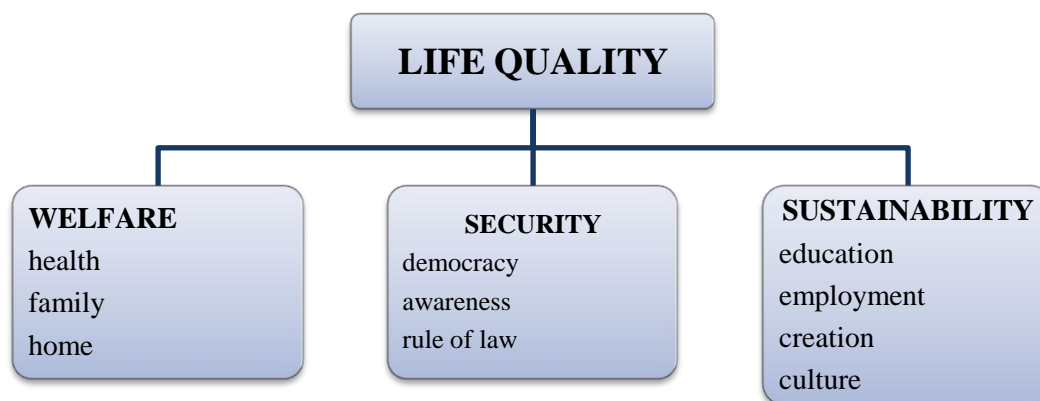 LIFE QUALITY
WELFARE
health
family
home
SECURITY
democracy
awareness
rule of law
SUSTAINABILITY
education
employment
creation
culture